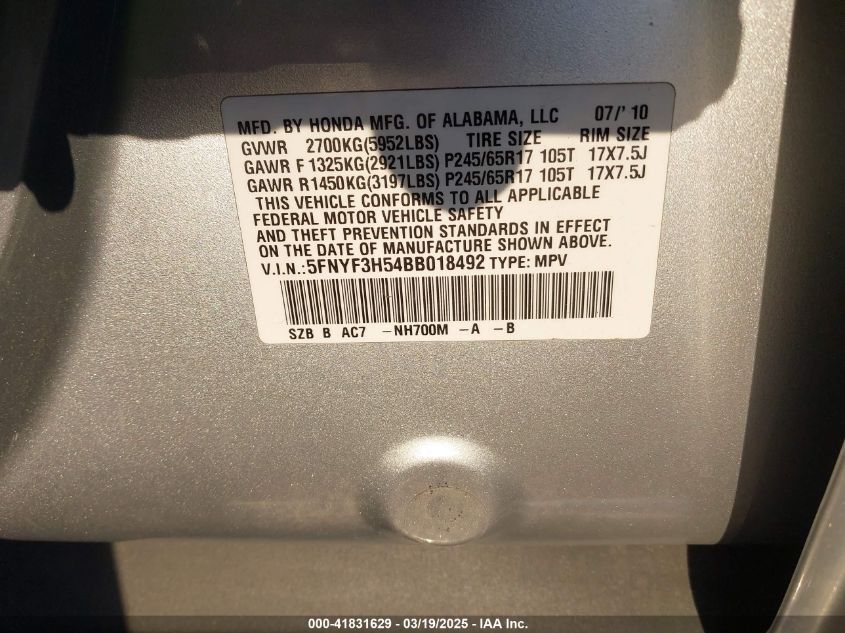 MFD. BY HONDA MFG. OF ALABAMA, LLC 07/' 10
GVWR 2700KG(5952LBS) TIRE SIZE RIM SIZE
GAWR F 1325KG(2921LBS) P245/65R17 105T 17X7.5J
GAWR R1450KG(3197LBS) P245/65R17 105T 17X7.5J
THIS VEHICLE CONFORMS TO ALL APPLICABLE
FEDERAL MOTOR VEHICLE SAFETY
AND THEFT PREVENTION STANDARDS IN EFFECT
ON THE DATE OF MANUFACTURE SHOWN ABOVE.
V.I.N.:5FNYF3H54BB018492 TYPE: MPV
SZB B AC7 -NH700M -A -B
000-41831629 - 03/19/2025 - IAA Inc.